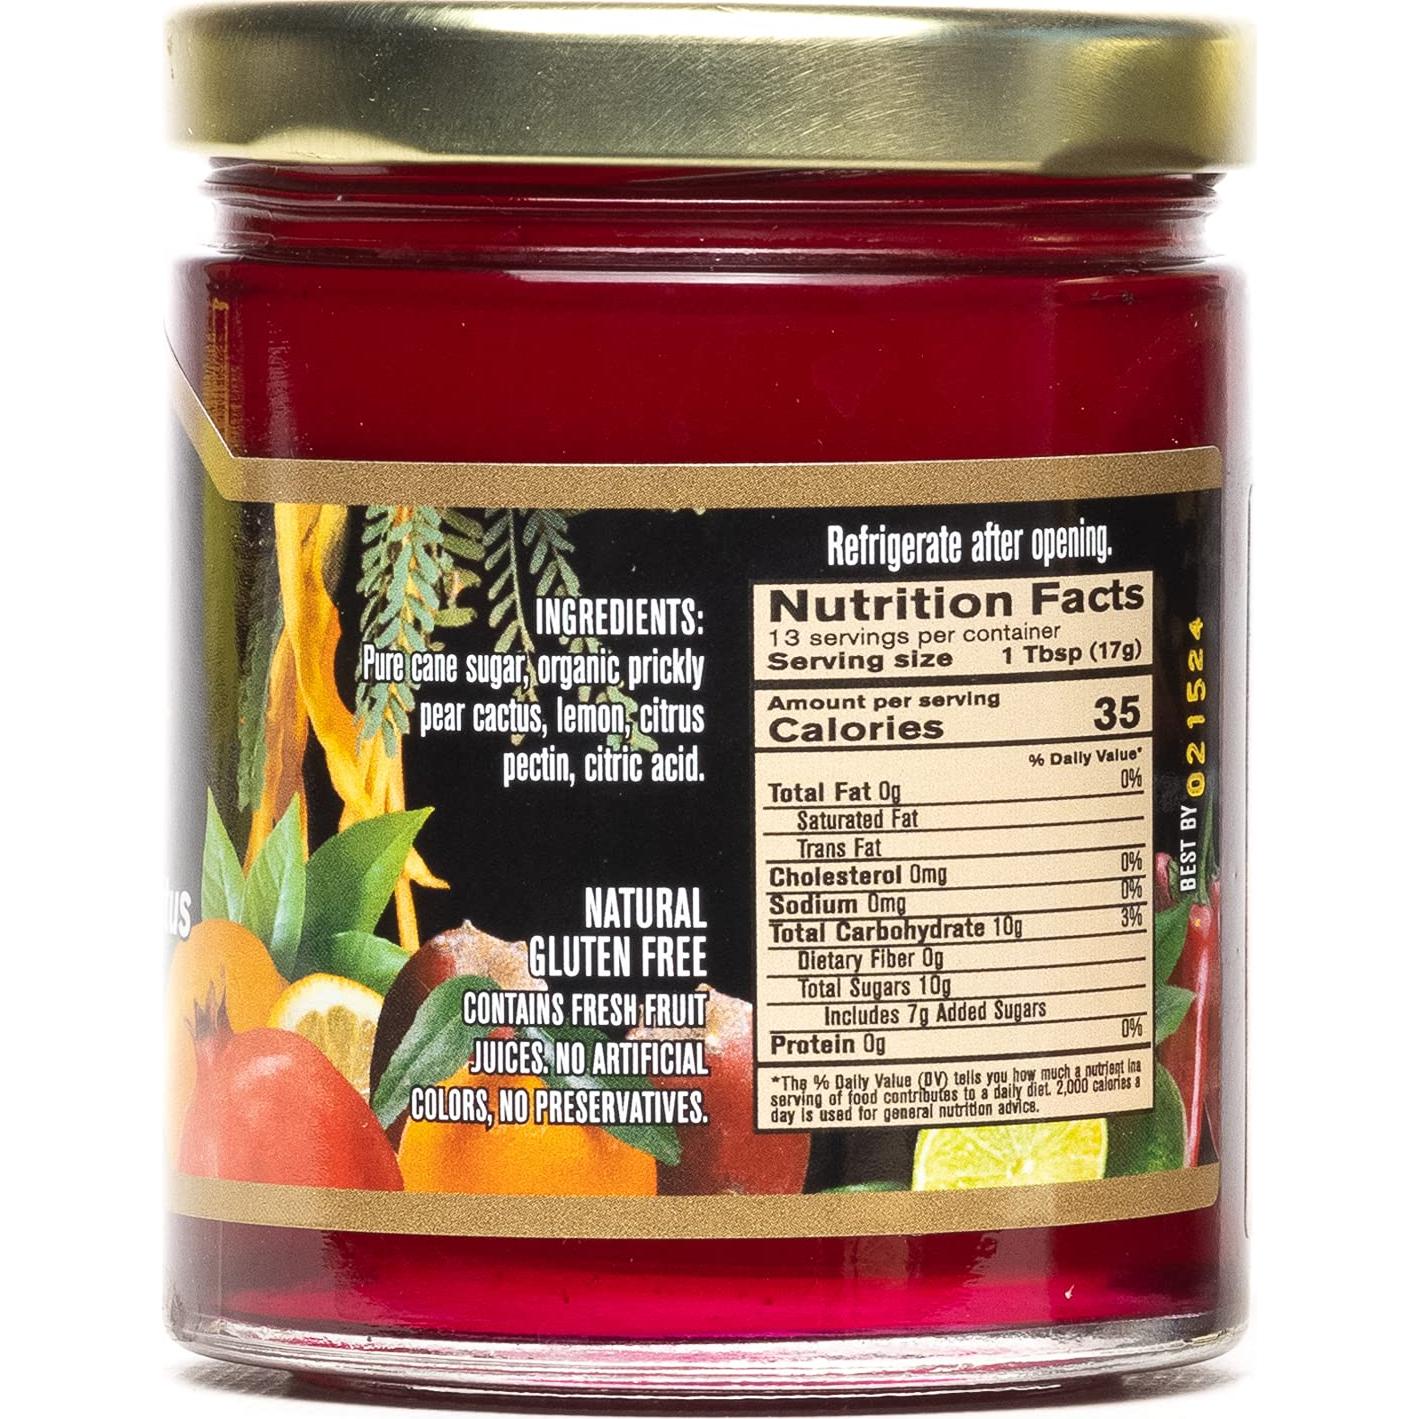 INGREDIENTS:
Pure cane sugar, organic prickly
pear cactus, lemon, citrus
pectin, citric acid.
NATURAL
GLUTEN FREE
CONTAINS FRESH FRUIT
JUICES. NO ARTIFICIAL
COLORS, NO PRESERVATIVES.
Refrigerate after opening.
Nutrition Facts
13 servings per container
Serving size 1 Tbsp (17g)
Amount per serving
Calories 35
% Daily Value*
Total Fat 0g 0%
Saturated Fat
Trans Fat
Cholesterol 0mg 0%
Sodium 0mg 0%
Total Carbohydrate 10g 3%
Dietary Fiber 0g
Total Sugars 10g
Includes 7g Added Sugars
Protein 0g 0%
*The % Daily Value (DV) tells you how much a nutrient ina
serving of food contributes to a daily diet. 2,000 calories a
day is used for general nutrition advice.
BEST BY 021524